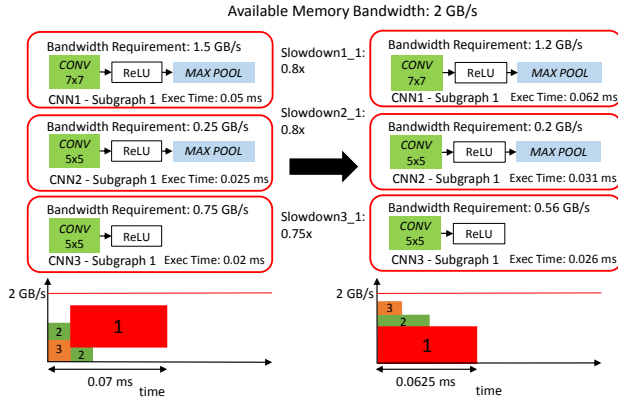 Available Memory Bandwidth: 2 GB/s
Bandwidth Requirement: 1.5 GB/s
CONV
7x7
ReLU
MAX POOL
CNN1 - Subgraph 1 Exec Time: 0.05 ms
Bandwidth Requirement: 0.25 GB/s
CONV
5x5
ReLU
MAX POOL
CNN2 - Subgraph 1 Exec Time: 0.025 ms
Bandwidth Requirement: 0.75 GB/s
CONV
5x5
ReLU
CNN3 - Subgraph 1 Exec Time: 0.02 ms
Slowdown1_1:
0.8x
Slowdown2_1:
0.8x
Slowdown3_1:
0.75x
Bandwidth Requirement: 1.2 GB/s
CONV
7x7
ReLU
MAX POOL
CNN1 - Subgraph 1 Exec Time: 0.062 ms
Bandwidth Requirement: 0.2 GB/s
CONV
5x5
ReLU
MAX POOL
CNN2 - Subgraph 1 Exec Time: 0.031 ms
Bandwidth Requirement: 0.56 GB/s
CONV
5x5
ReLU
CNN3 - Subgraph 1 Exec Time: 0.026 ms
2 GB/s
1
2
3
2
0.07 ms
time
2 GB/s
3
2
1
0.0625 ms
time